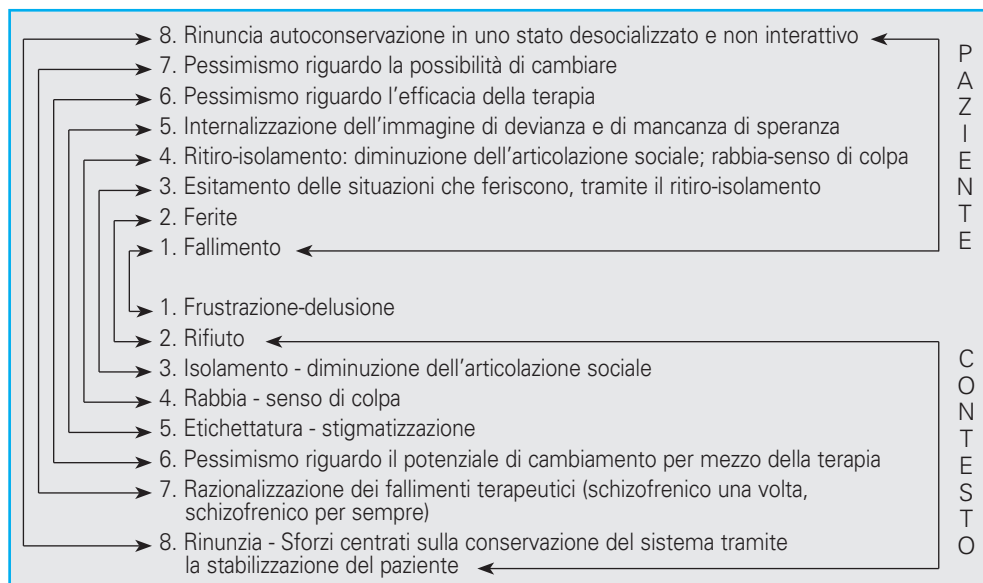 8. Rinuncia autoconservazione in uno stato desocializzato e non interattivo
7. Pessimismo riguardo la possibilità di cambiare
6. Pessimismo riguardo l'efficacia della terapia
5. Internalizzazione dell'immagine di devianza e di mancanza di speranza
4. Ritiro-isolamento: diminuzione dell'articolazione sociale; rabbia-senso di colpa
3. Esitamento delle situazioni che feriscono, tramite il ritiro-isolamento
2. Ferite
1. Fallimento
PAZIENTE
1. Frustrazione-delusione
2. Rifiuto
3. Isolamento - diminuzione dell'articolazione sociale
4. Rabbia - senso di colpa
5. Etichettatura - stigmatizzazione
6. Pessimismo riguardo il potenziale di cambiamento per mezzo della terapia
7. Razionalizzazione dei fallimenti terapeutici (schizofrenico una volta,
schizofrenico per sempre)
8. Rinunzia - Sforzi centrati sulla conservazione del sistema tramite
la stabilizzazione del paziente
CONTESTO